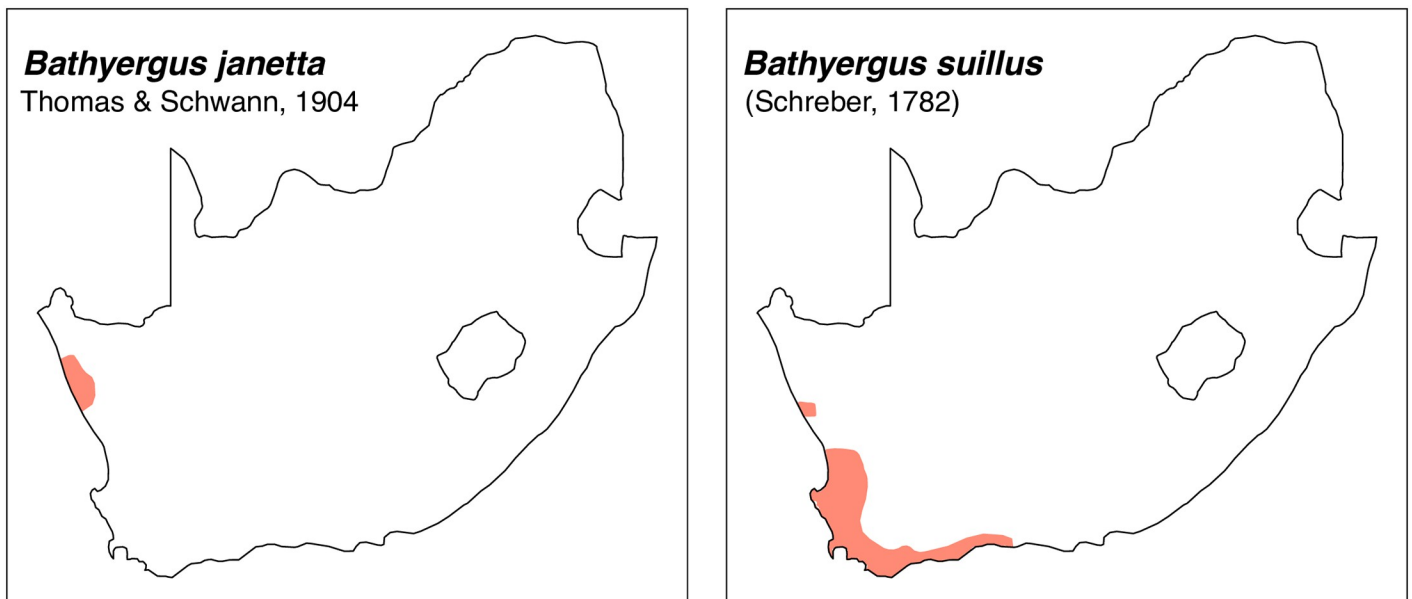 Bathyergus janetta
Thomas & Schwann, 1904
Bathyergus suillus
(Schreber, 1782)